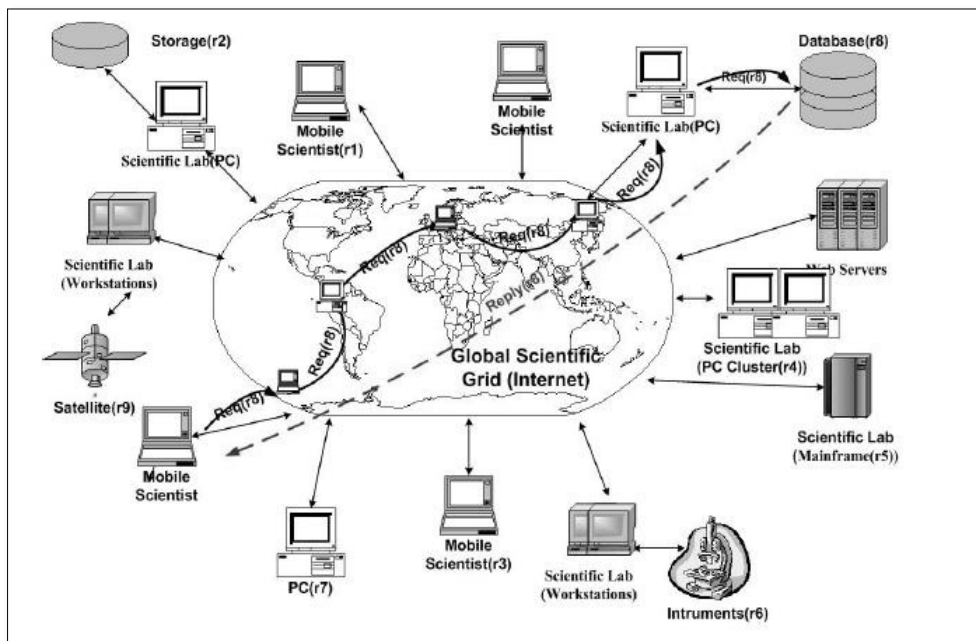 Storage(r2)
Scientific Lab(PC)
Mobile
Scientist(r1)
Mobile
Scientist
Scientific Lab(PC)
Req(r8)
Database(r8)
Req(r8)
Scientific Lab
(Workstations)
Req(r8)
Req(r8)
Reply(r8)
Req(r8)
Web Servers
Global Scientific
Grid (Internet)
Scientific Lab
(PC Cluster(r4))
Satellite(r9)
Req(r8)
Scientific Lab
(Mainframe(r5))
Mobile
Scientist
PC(r7)
Mobile
Scientist(r3)
Scientific Lab
(Workstations)
Intruments(r6)